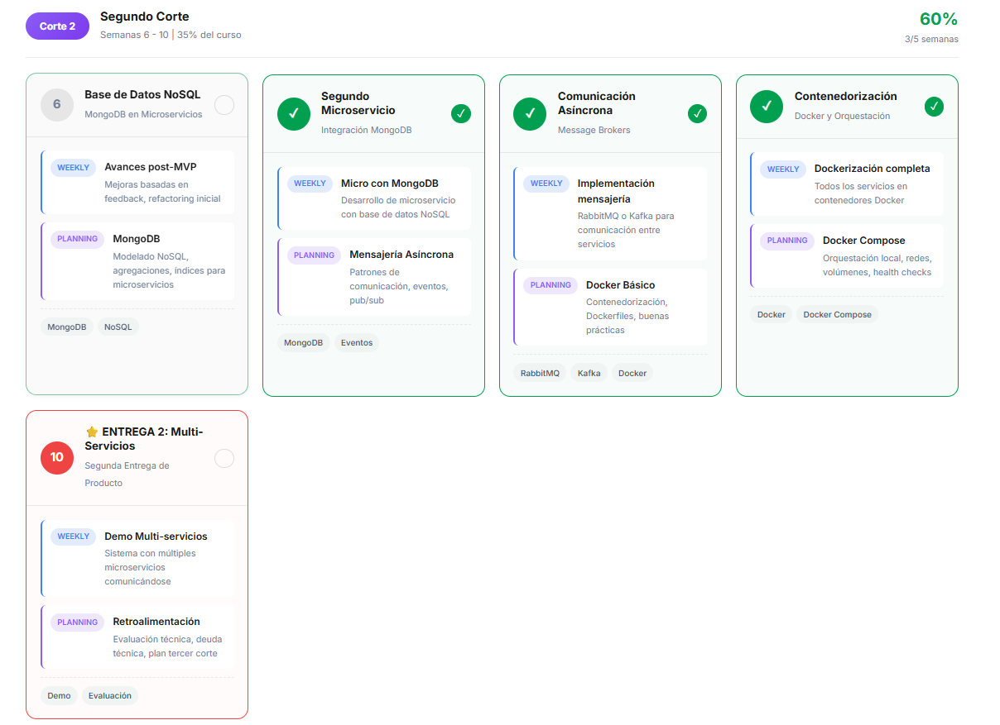 Corte 2
Segundo Corte
Semanas 6 - 10 | 35% del curso
60%
3/5 semanas
6
Base de Datos NoSQL
MongoDB en Microservicios
WEEKLY
Avances post-MVP
Mejoras basadas en
feedback, refactoring inicial
PLANNING
MongoDB
Modelado NoSQL,
agregaciones, índices para
microservicios
MongoDB
NoSQL
✓
Segundo
Microservicio
Integración MongoDB
✓
WEEKLY
Micro con MongoDB
Desarrollo de microservicio
con base de datos NoSQL
PLANNING
Mensajería Asíncrona
Patrones de
comunicación, eventos,
pub/sub
MongoDB
Eventos
✓
Comunicación
Asíncrona
Message Brokers
✓
WEEKLY
Implementación
mensajería
RabbitMQ o Kafka para
comunicación entre
servicios
PLANNING
Docker Básico
Contenedorización,
Dockerfiles, buenas
prácticas
RabbitMQ
Kafka
Docker
✓
Contenedorización
Docker y Orquestación
✓
WEEKLY
Dockerización completa
Todos los servicios en
contenedores Docker
PLANNING
Docker Compose
Orquestación local, redes,
volúmenes, health checks
Docker
Docker Compose
10
⭐ ENTREGA 2: Multi-
Servicios
Segunda Entrega de
Producto
WEEKLY
Demo Multi-servicios
Sistema con múltiples
microservicios
comunicándose
PLANNING
Retroalimentación
Evaluación técnica, deuda
técnica, plan tercer corte
Demo
Evaluación